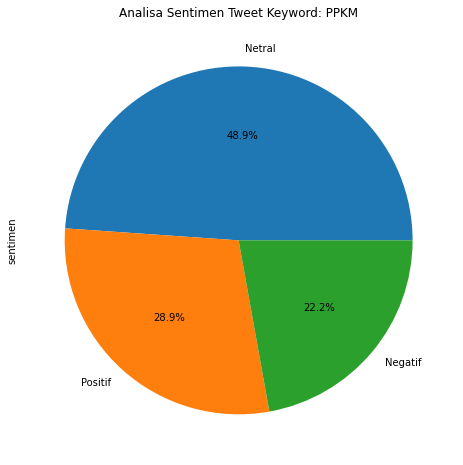 Analisa Sentimen Tweet Keyword: PPKM
Netral
48.9%
sentimen
28.9%
22.2%
Positif
Negatif